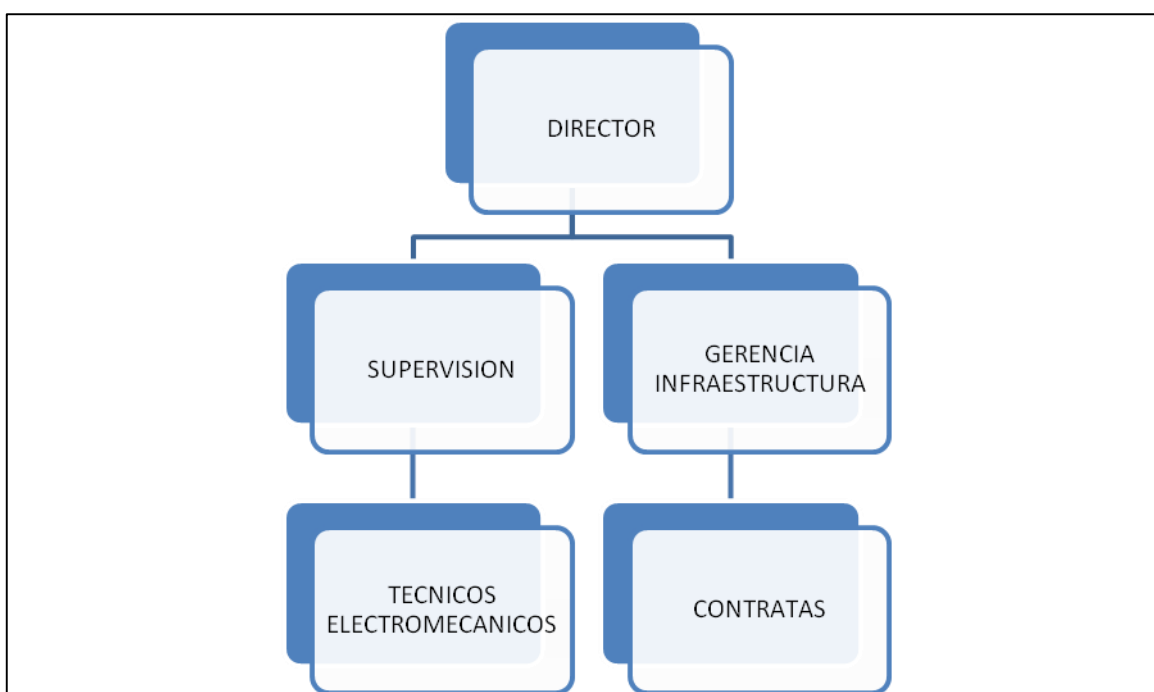 DIRECTOR
SUPERVISION
GERENCIA
INFRAESTRUCTURA
TECNICOS
ELECTROMECANICOS
CONTRATAS